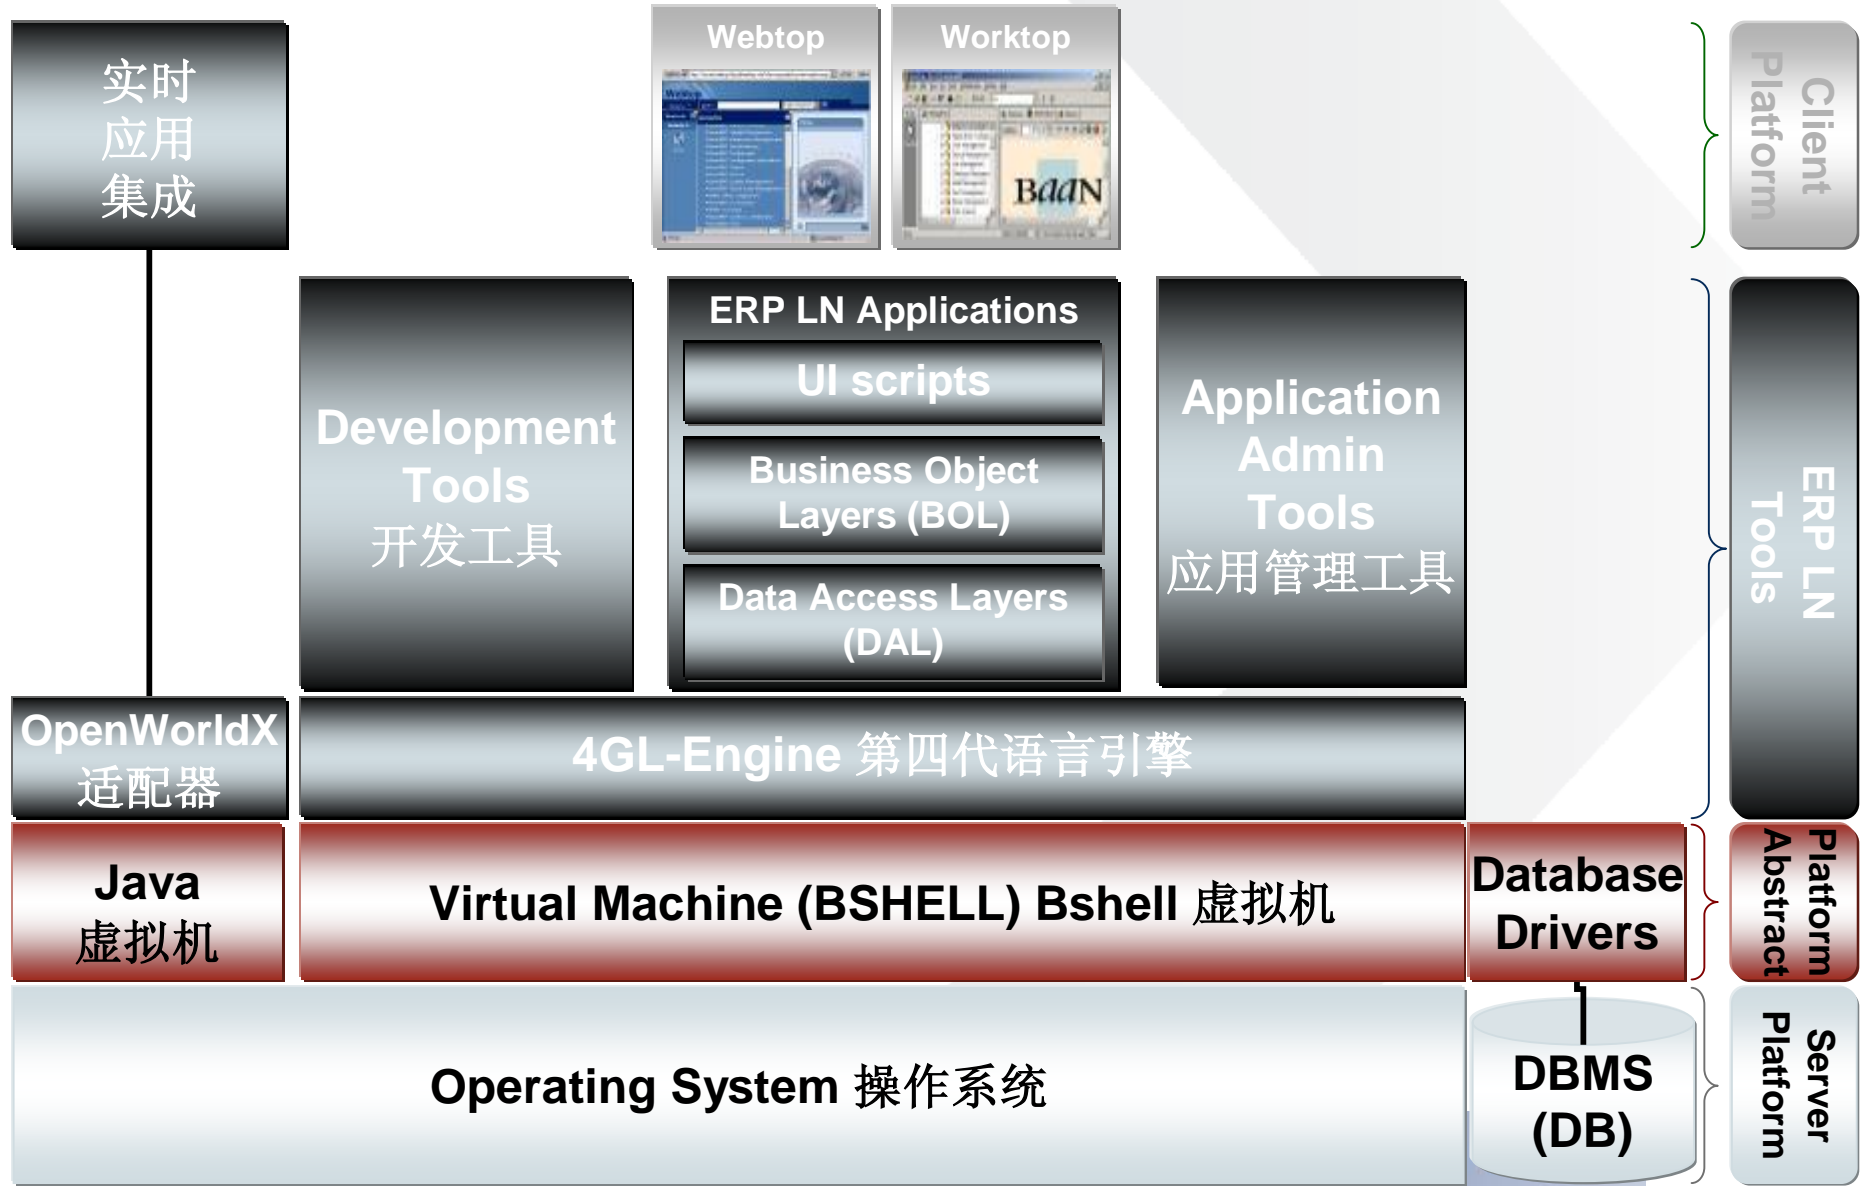 实时
应用
集成
Webtop
Worktop
BaaN
Client
Platform
Development
Tools
开发工具
ERP LN Applications
UI scripts
Business Object
Layers (BOL)
Data Access Layers
(DAL)
Application
Admin
Tools
应用管理工具
ERP LN
Tools
OpenWorldX
适配器
4GL-Engine 第四代语言引擎
Java
虚拟机
Virtual Machine (BSHELL) Bshell 虚拟机
Database
Drivers
Platform
Abstract
Operating System 操作系统
DBMS
(DB)
Server
Platform